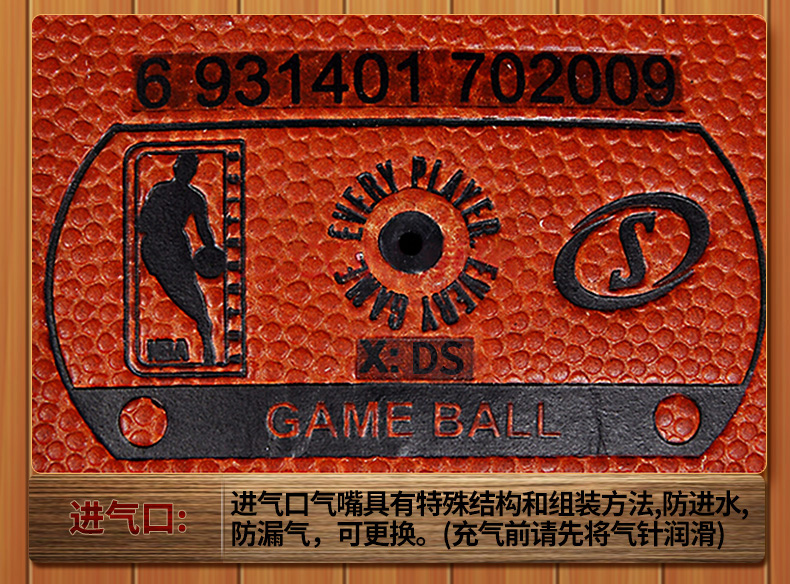 6 931401 702009
EVERY PLAYER. EVERY GAME.
NBA
S
X: DS
GAME BALL
进气口:
进气口气嘴具有特殊结构和组装方法,防进水,
防漏气，可更换。(充气前请先将气针润滑)